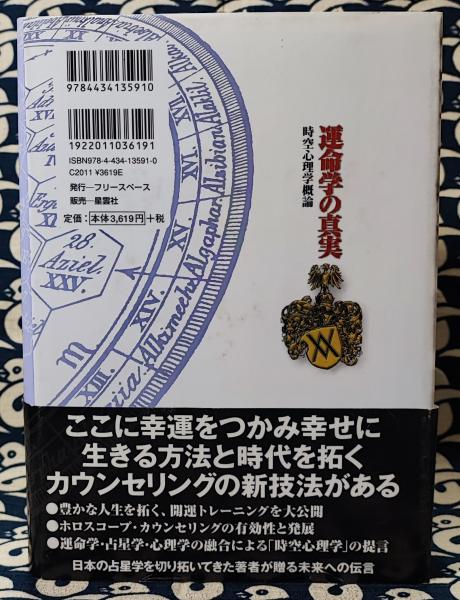 9784434135910
1922011036191
ISBN978-4-434-13591-0
C2011 ¥3619E
発行―フリースペース
販売―星雲社
定価:本体3,619円+税
運命学の真実
時空心理学概論
28.
Aziel.
XXV.
XVII.
XVI.
XV.
XIV.
XIII.
Albian
Algaphar
Alhimech
ここに幸運をつかみ幸せに
生きる方法と時代を拓く
カウンセリングの新技法がある
●豊かな人生を拓く、開運トレーニングを大公開
●ホロスコープ・カウンセリングの有効性と発展
●運命学・占星学・心理学の融合による「時空心理学」の提言
日本の占星学を切り拓いてきた著者が贈る未来への伝言